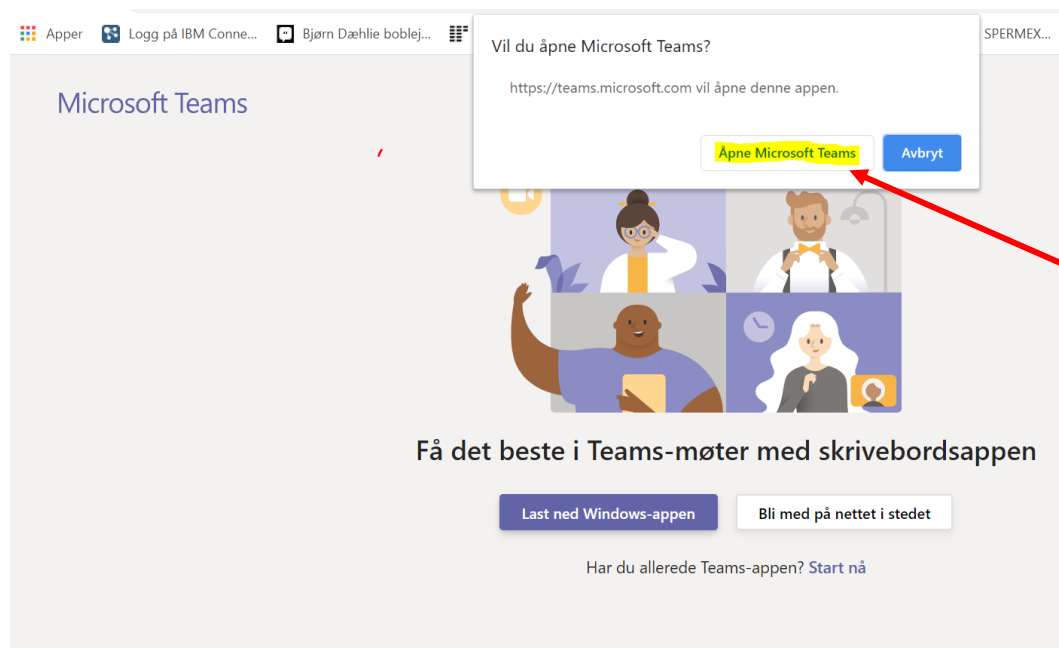 Apper Logg på IBM Conne... Bjørn Dæhlie boblej... SPERMEX...
Vil du åpne Microsoft Teams?
https://teams.microsoft.com vil åpne denne appen.
Åpne Microsoft Teams Avbryt
Microsoft Teams
Få det beste i Teams-møter med skrivebordsappen
Last ned Windows-appen Bli med på nettet i stedet
Har du allerede Teams-appen? Start nå